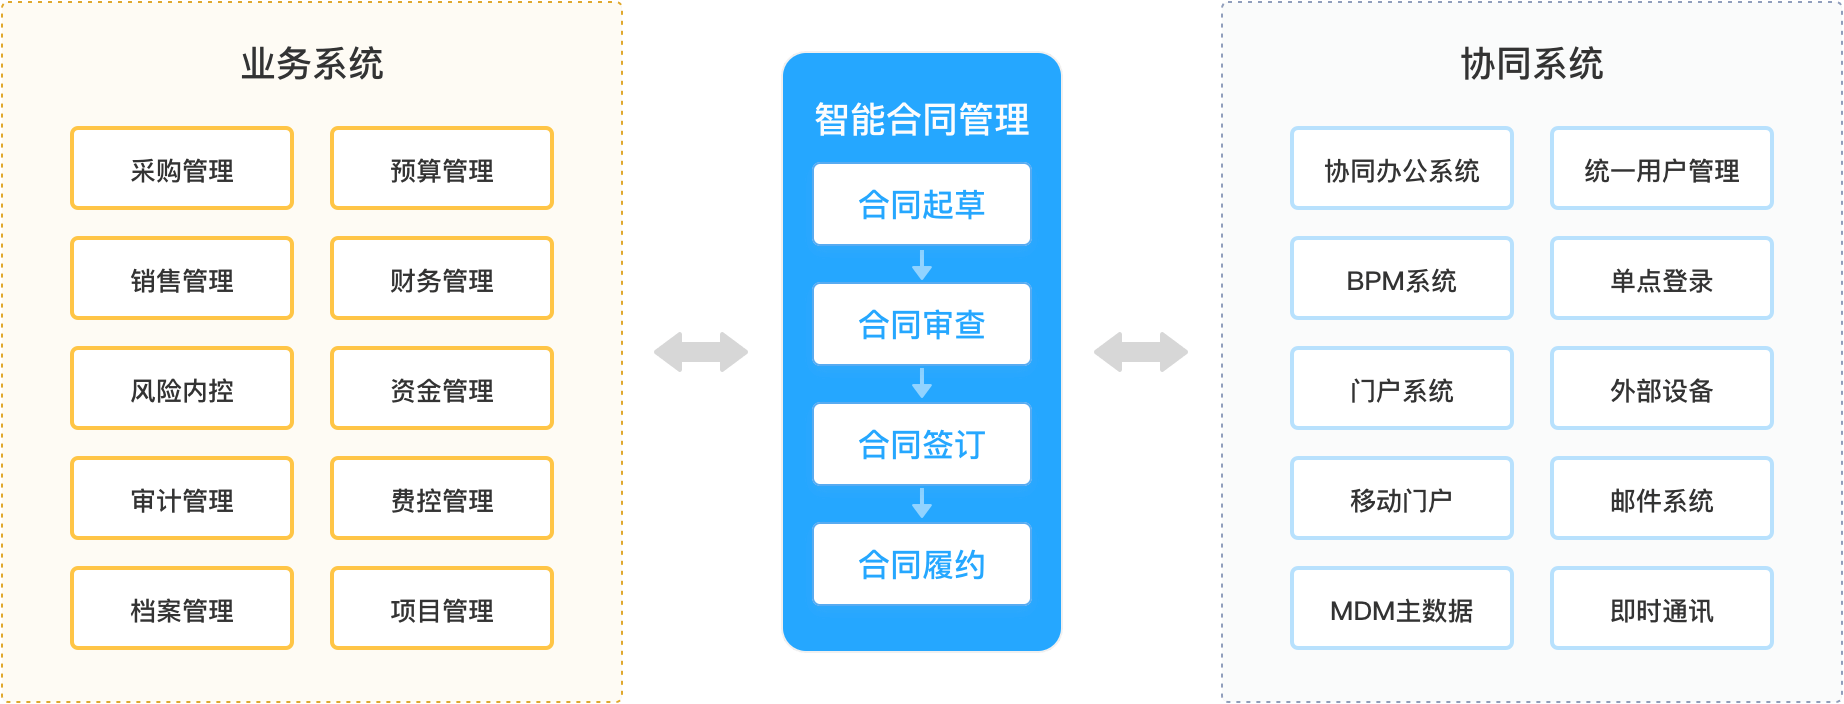 业务系统
采购管理
预算管理
销售管理
财务管理
风险内控
资金管理
审计管理
费控管理
档案管理
项目管理
智能合同管理
合同起草
合同审查
合同签订
合同履约
协同系统
协同办公系统
统一用户管理
BPM系统
单点登录
门户系统
外部设备
移动门户
邮件系统
MDM主数据
即时通讯